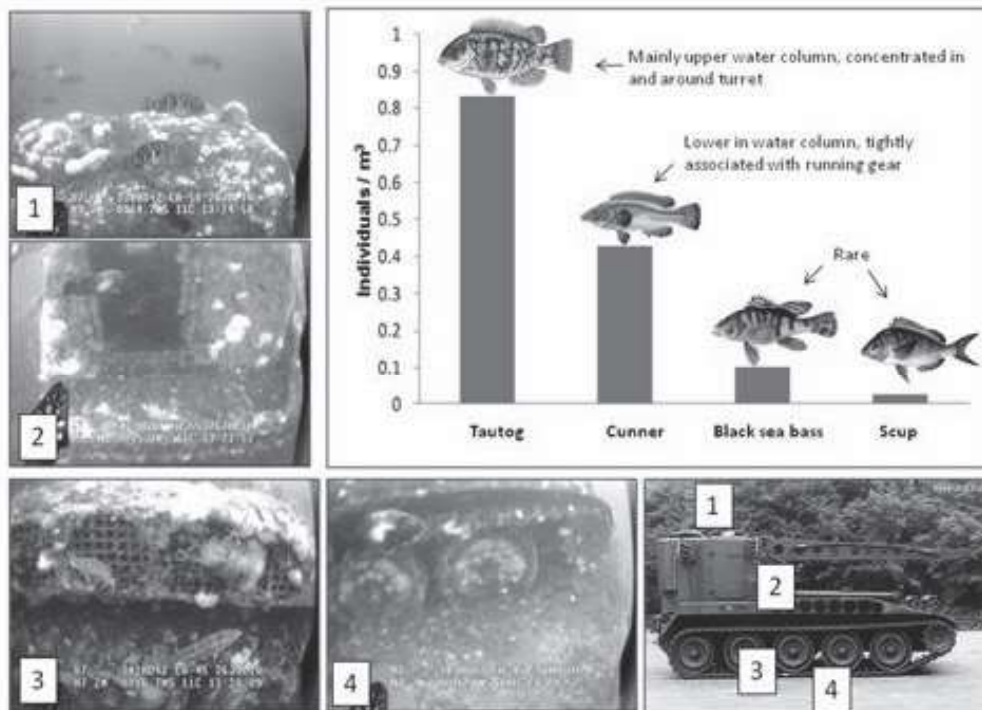 1
2
1
0.9
0.8
0.7
0.6
0.5
0.4
0.3
0.2
0.1
0
Individuals / m³
Mainly upper water column, concentrated in
and around turret
Lower in water column, tightly
associated with running gear
Rare
Tautog
Cunner
Black sea bass
Scup
3
4
1
2
3
4